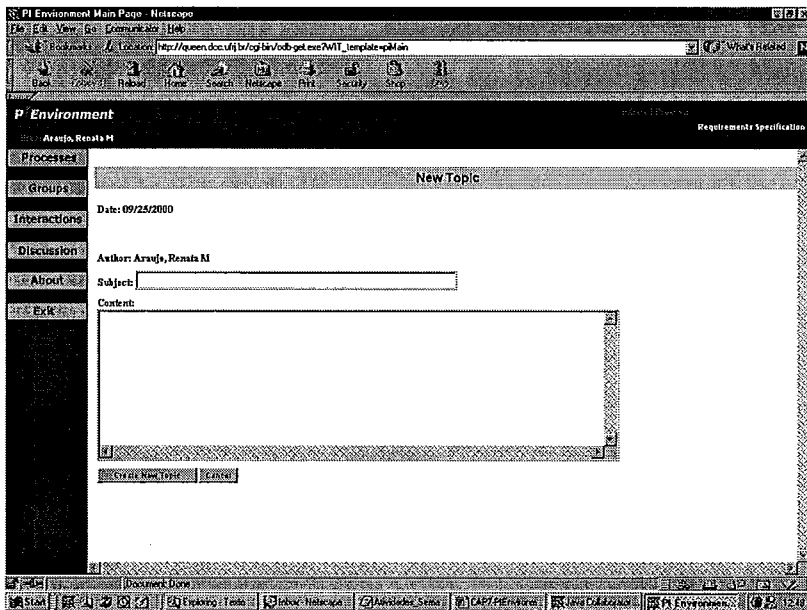 PI Environment Main Page - Netscape
File Edit View Go Communicator Help
Bookmarks Location: http://queen.dcc.ufrj.br/cgi-bin/odb-get.exe?WIT_template=piMain What's Related
Back Reload Home Search Netscape Print Security Shop Stop
PI Environment
Araujo, Renata M
Requirements Specification
Processes
Groups
Interactions
Discussion
About
Exit
New Topic
Date: 09/25/2000
Author: Araujo, Renata M
Subject:
Content:
Create New Topic Cancel
Document: Done
Start Exploring - Texto Inbox - Netscape